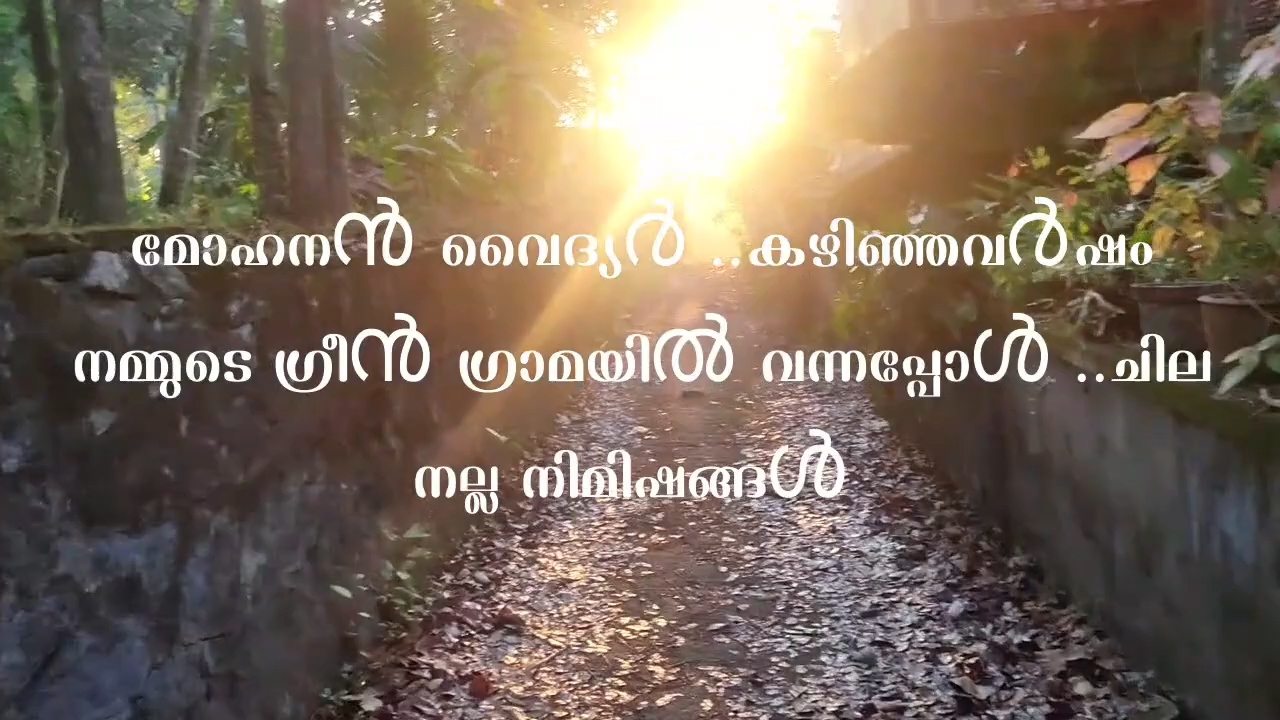 മോഹനൻ വൈദ്യർ ..കഴിഞ്ഞവർഷം
നമ്മുടെ ഗ്രീൻ ഗ്രാമയിൽ വന്നപ്പോൾ ..ചില
നല്ല നിമിഷങ്ങൾ